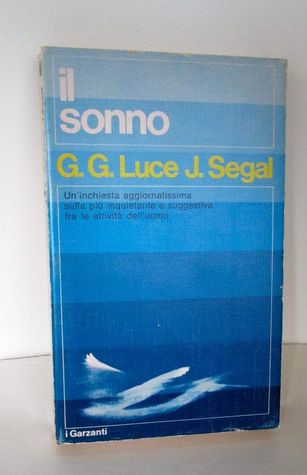 il
sonno
G. G. Luce J. Segal
Un'inchiesta aggiornatissima
sulla più inquietante e suggestiva
fra le attività dell'uomo
i Garzanti